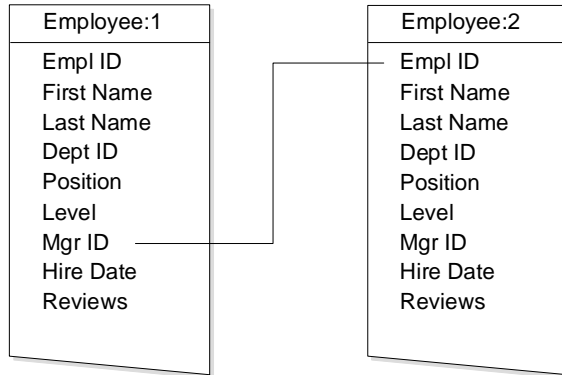 Employee:1
Empl ID
First Name
Last Name
Dept ID
Position
Level
Mgr ID
Hire Date
Reviews
Employee:2
Empl ID
First Name
Last Name
Dept ID
Position
Level
Mgr ID
Hire Date
Reviews